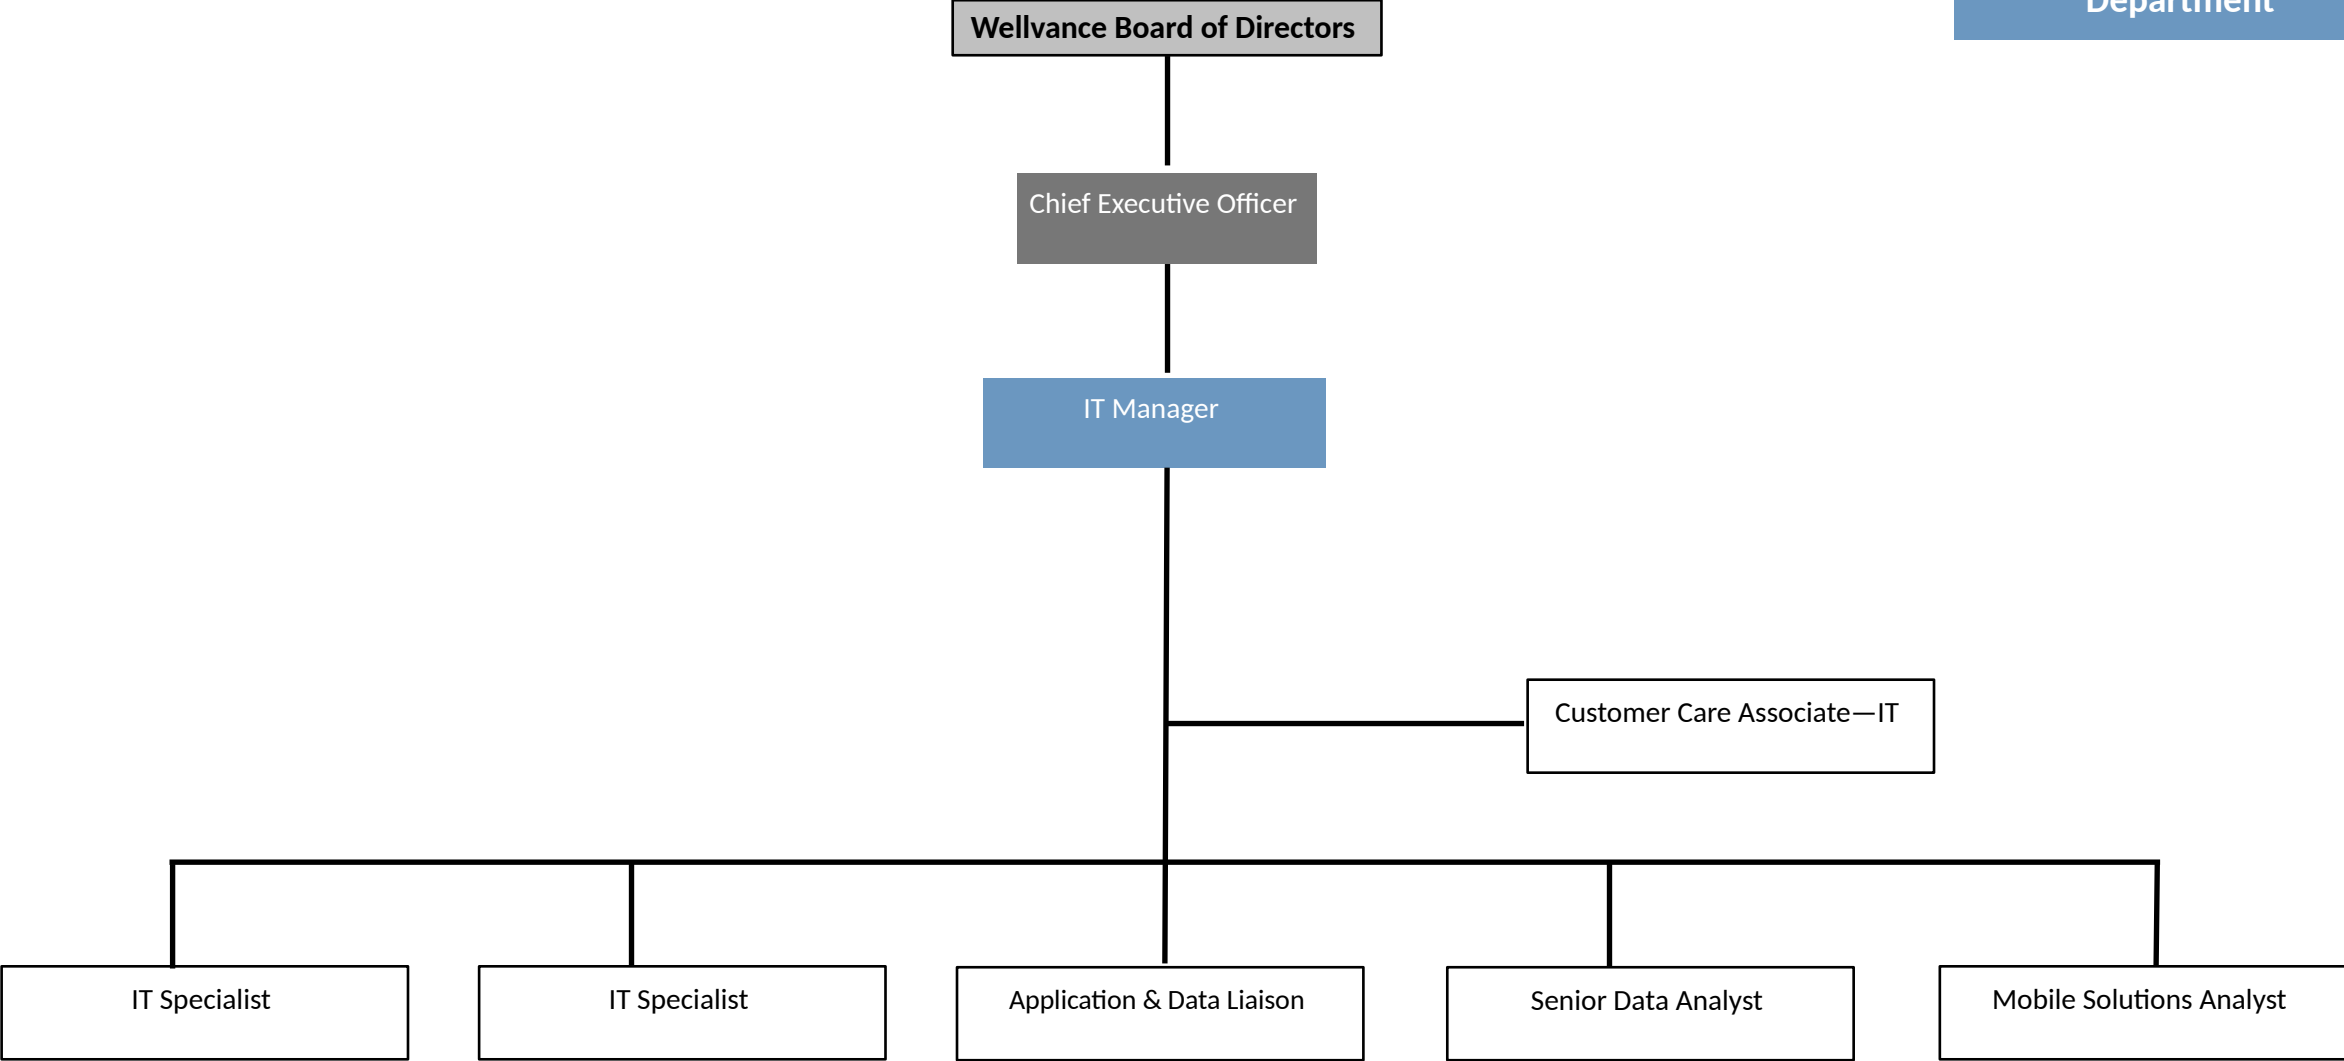 Department
Wellvance Board of Directors
Chief Executive Officer
IT Manager
Customer Care Associate—IT
IT Specialist
IT Specialist
Application & Data Liaison
Senior Data Analyst
Mobile Solutions Analyst